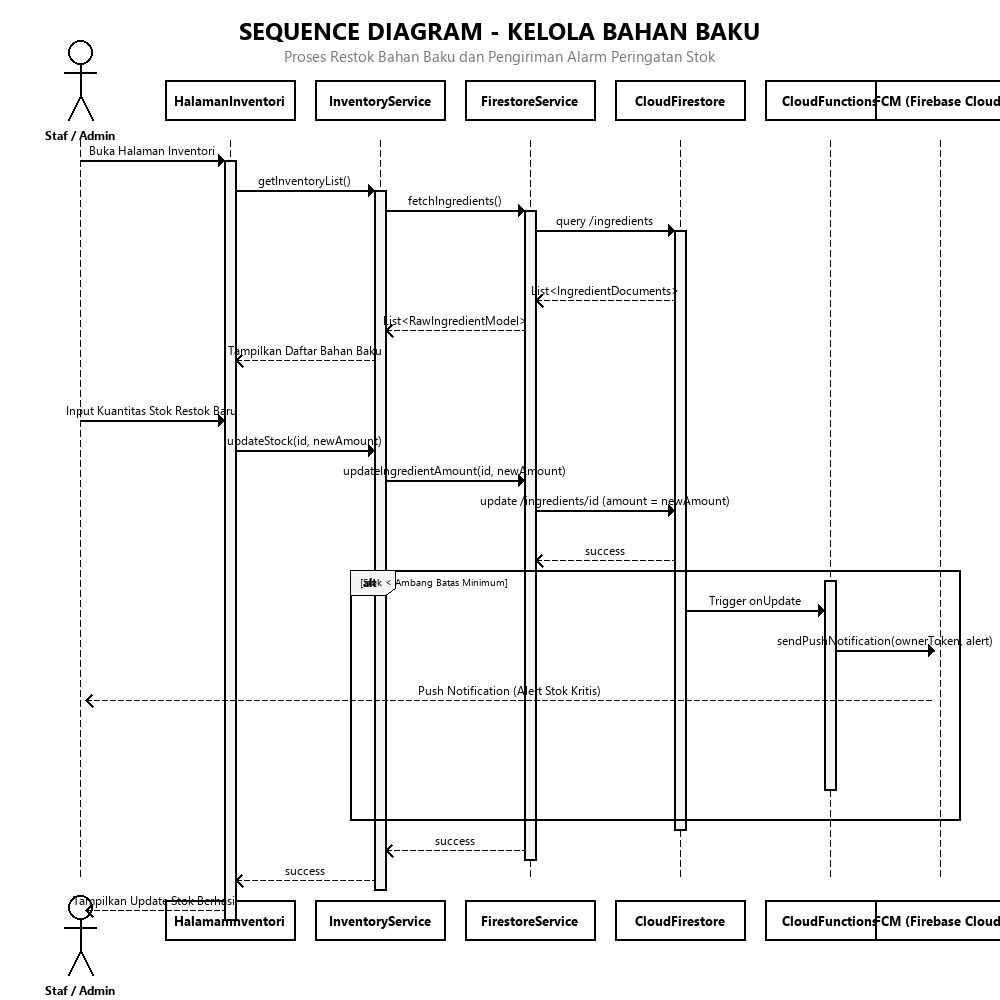 SEQUENCE DIAGRAM - KELOLA BAHAN BAKU
Proses Restok Bahan Baku dan Pengiriman Alarm Peringatan Stok
Staf / Admin
HalamanInventori
InventoryService
FirestoreService
CloudFirestore
CloudFunctions
FCM (Firebase Cloud
Buka Halaman Inventori
getInventoryList()
fetchIngredients()
query /ingredients
List<IngredientDocuments>
List<RawIngredientModel>
Tampilkan Daftar Bahan Baku
Input Kuantitas Stok Restok Baru
updateStock(id, newAmount)
updateIngredientAmount(id, newAmount)
update /ingredients/id (amount = newAmount)
success
alt
[Stok < Ambang Batas Minimum]
Trigger onUpdate
sendPushNotification(ownerToken, alert)
Push Notification (Alert Stok Kritis)
success
success
Tampilkan Update Stok Berhasil
Staf / Admin
HalamanInventori
InventoryService
FirestoreService
CloudFirestore
CloudFunctions
FCM (Firebase Cloud